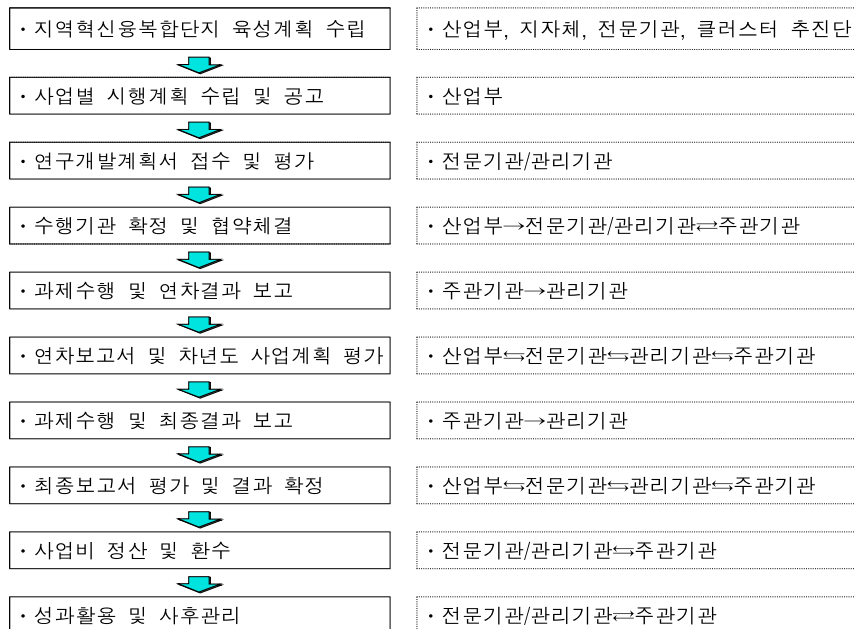 · 지역혁신융복합단지 육성계획 수립
· 산업부, 지자체, 전문기관, 클러스터 추진단
· 사업별 시행계획 수립 및 공고
· 산업부
· 연구개발계획서 접수 및 평가
· 전문기관/관리기관
· 수행기관 확정 및 협약체결
· 산업부→전문기관/관리기관⇄주관기관
· 과제수행 및 연차결과 보고
· 주관기관→관리기관
· 연차보고서 및 차년도 사업계획 평가
· 산업부⇆전문기관⇆관리기관⇆주관기관
· 과제수행 및 최종결과 보고
· 주관기관→관리기관
· 최종보고서 평가 및 결과 확정
· 산업부⇆전문기관⇆관리기관⇆주관기관
· 사업비 정산 및 환수
· 전문기관/관리기관⇆주관기관
· 성과활용 및 사후관리
· 전문기관/관리기관⇄주관기관